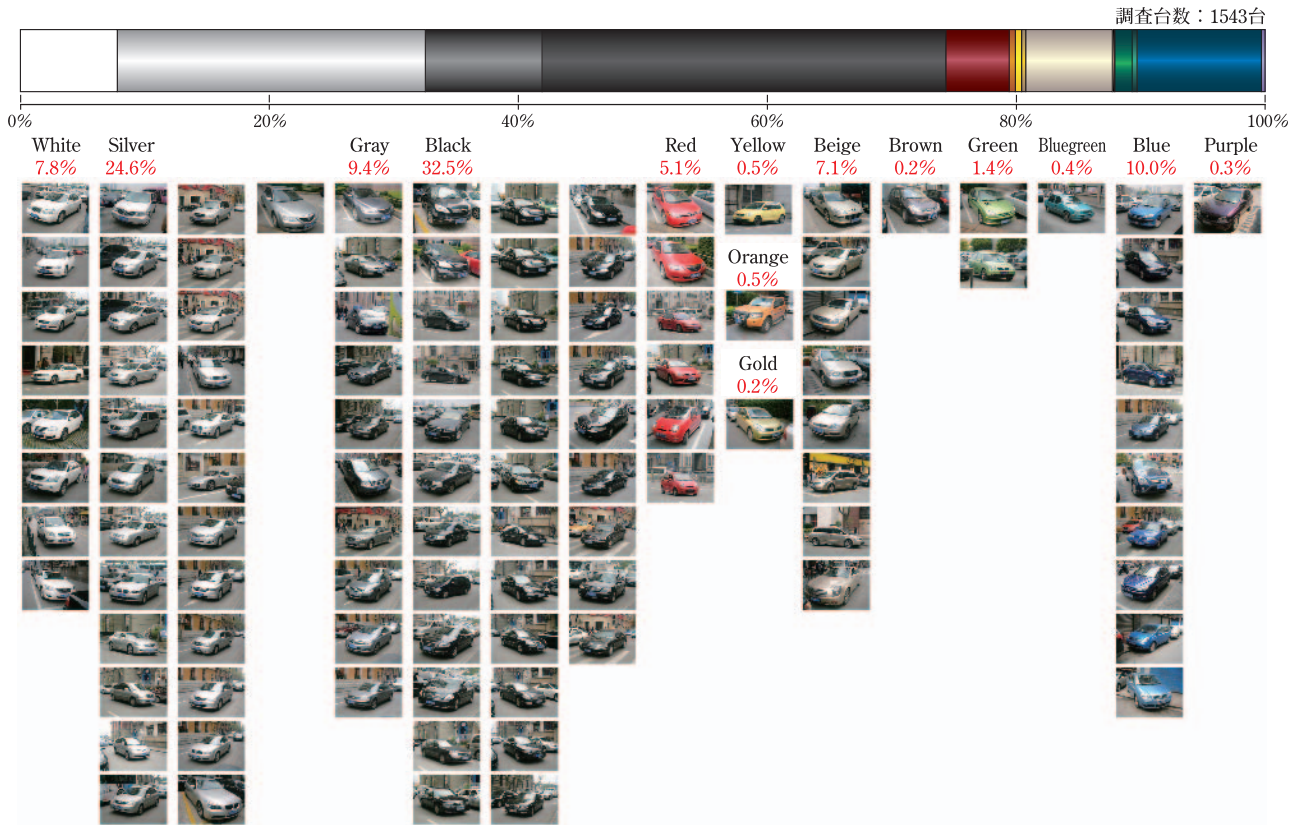 調査台数：1543台
0% 20% 40% 60% 80% 100%
White Silver Gray Black Red Yellow Beige Brown Green Bluegreen Blue Purple
7.8% 24.6% 9.4% 32.5% 5.1% 0.5% 7.1% 0.2% 1.4% 0.4% 10.0% 0.3%
Orange
0.5%
Gold
0.2%